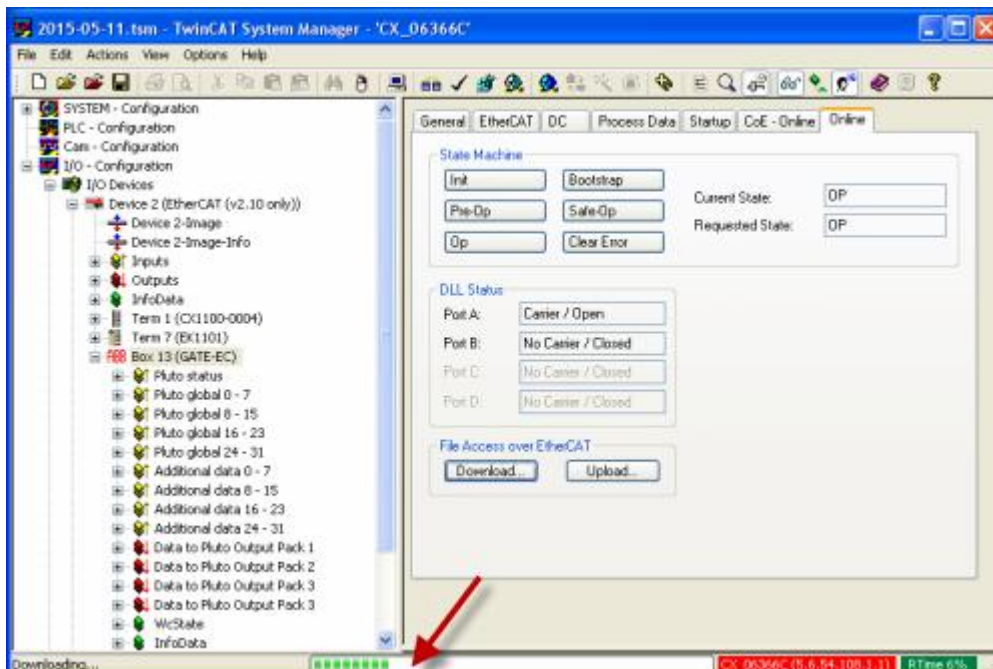 2015-05-11.tsm - TwinCAT System Manager - 'CX_06366C'
File Edit Actions View Options Help
SYSTEM - Configuration
PLC - Configuration
Cam - Configuration
I/O - Configuration
I/O Devices
Device 2 (EtherCAT (v2.10 only))
Device 2-Image
Device 2-Image-Info
Inputs
Outputs
InfoData
Term 1 (CX1100-0004)
Term 7 (EK1101)
ABB Box 13 (GATE-EC)
Pluto status
Pluto global 0 - 7
Pluto global 8 - 15
Pluto global 16 - 23
Pluto global 24 - 31
Additional data 0 - 7
Additional data 8 - 15
Additional data 16 - 23
Additional data 24 - 31
Data to Pluto Output Pack 1
Data to Pluto Output Pack 2
Data to Pluto Output Pack 3
Data to Pluto Output Pack 3
WcState
InfoData
General EtherCAT DC Process Data Startup CoE - Online Online
State Machine
Init Bootstrap
Pre-Op Safe-Op
Op Clear Error
Current State: OP
Requested State: OP
DLL Status
Port A: Carrier / Open
Port B: No Carrier / Closed
Port C: No Carrier / Closed
Port D: No Carrier / Closed
File Access over EtherCAT
Download... Upload...
Downloading... CX_06366C (5.6.54.108.1.1) RTime 6%